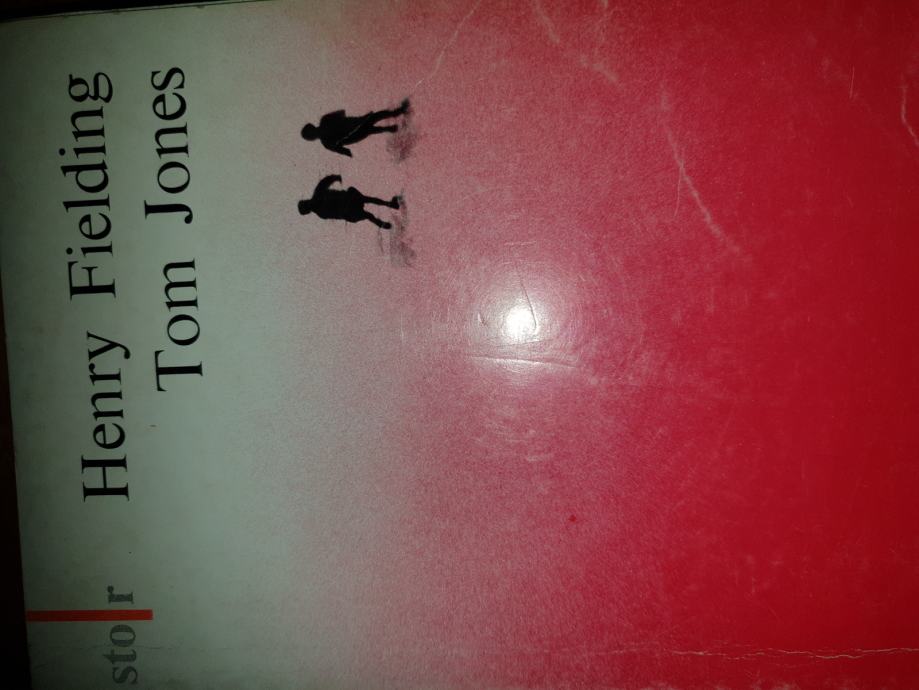 Henry Fielding
Tom Jones
sto r